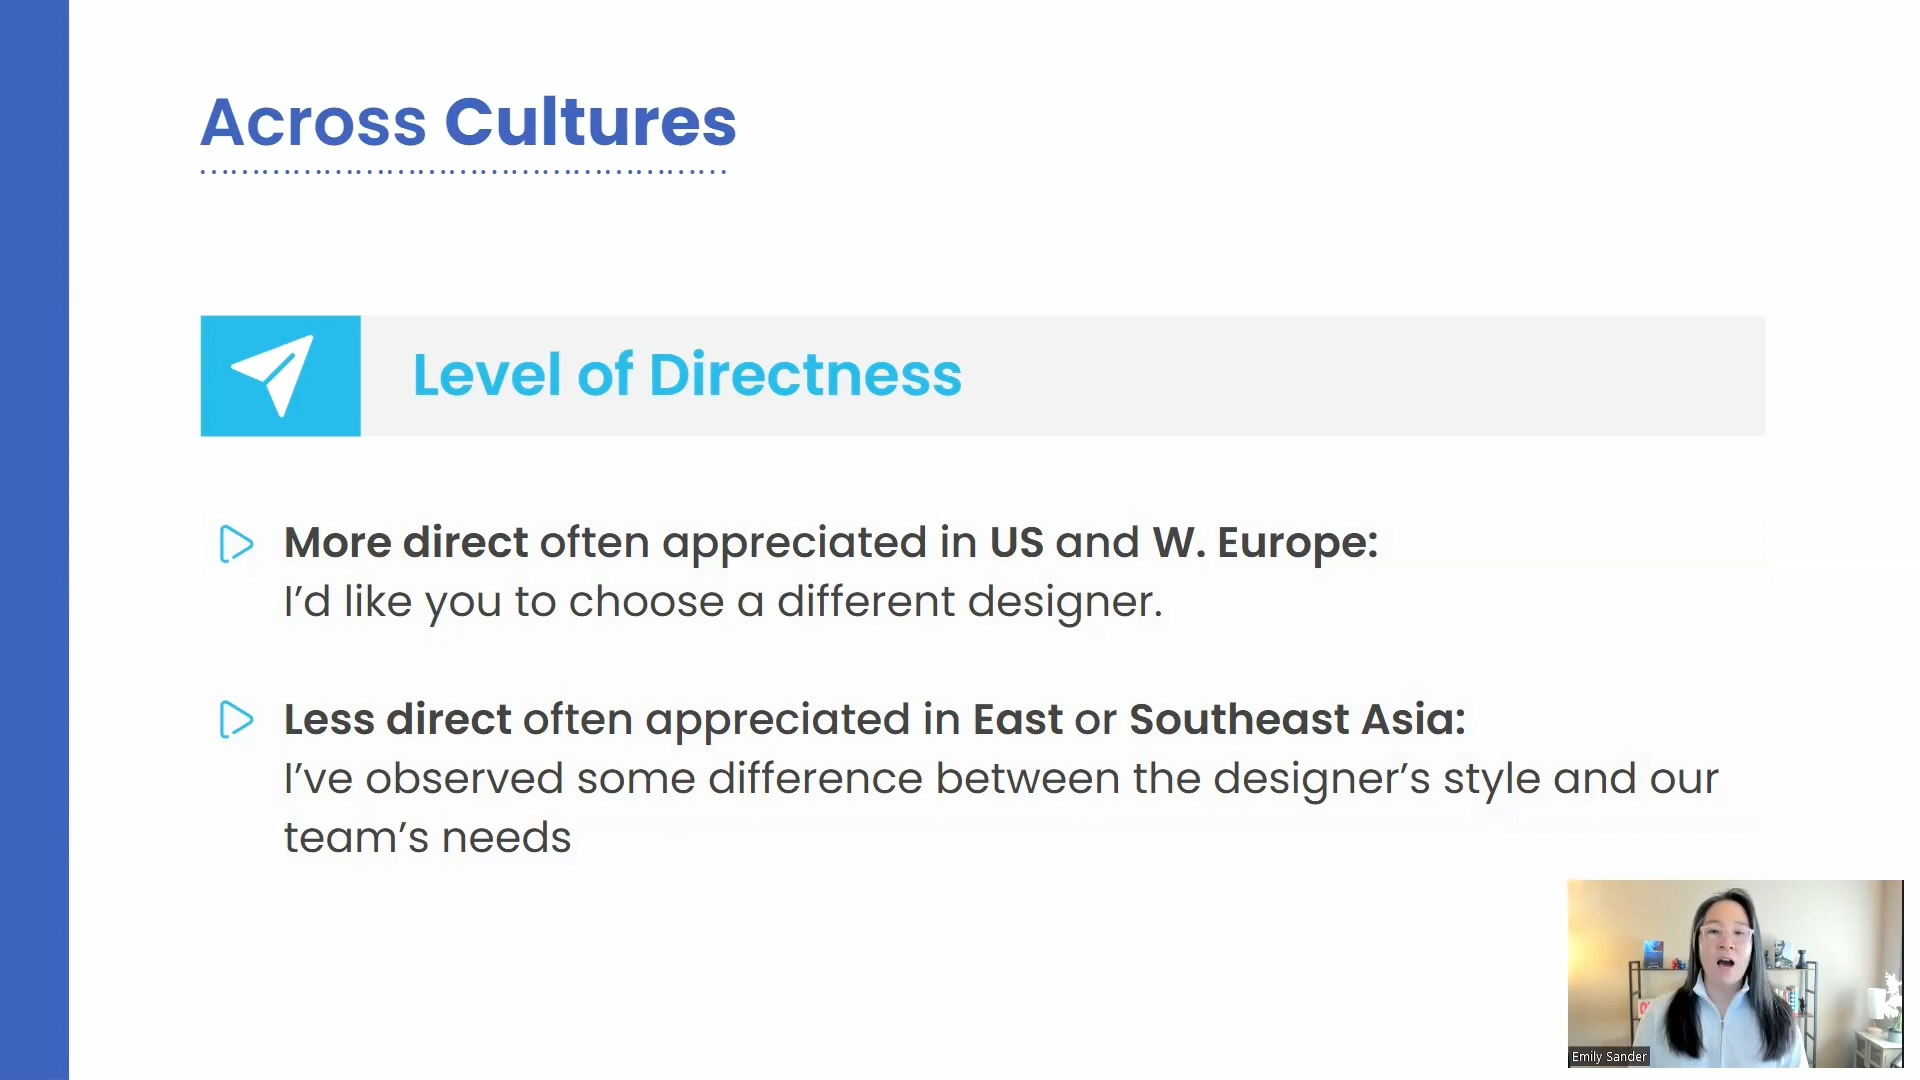 Across Cultures
Level of Directness
More direct often appreciated in US and W. Europe:
I’d like you to choose a different designer.
Less direct often appreciated in East or Southeast Asia:
I’ve observed some difference between the designer’s style and our
team’s needs
Emily Sander